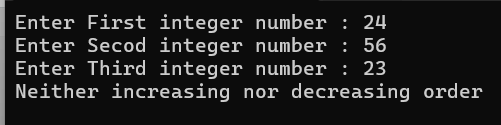 Enter First integer number : 24
Enter Secod integer number : 56
Enter Third integer number : 23
Neither increasing nor decreasing order